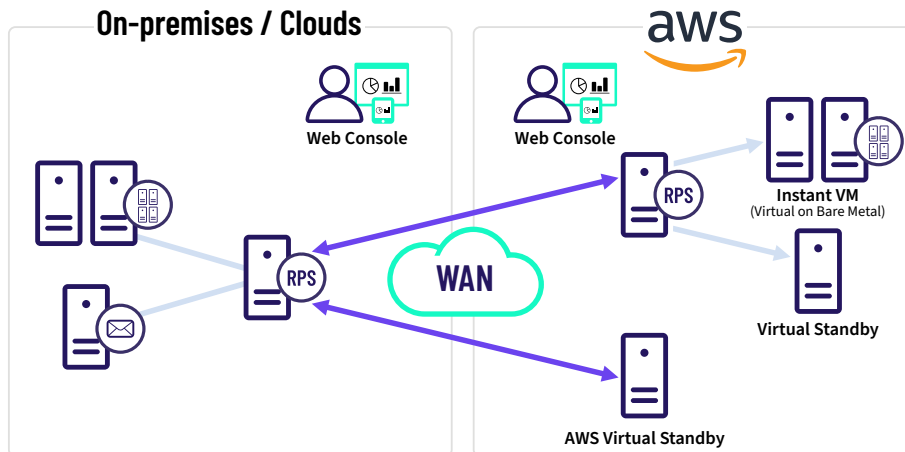 On-premises / Clouds
aws
Web Console
Web Console
RPS
Instant VM
(Virtual on Bare Metal)
RPS
WAN
Virtual Standby
AWS Virtual Standby